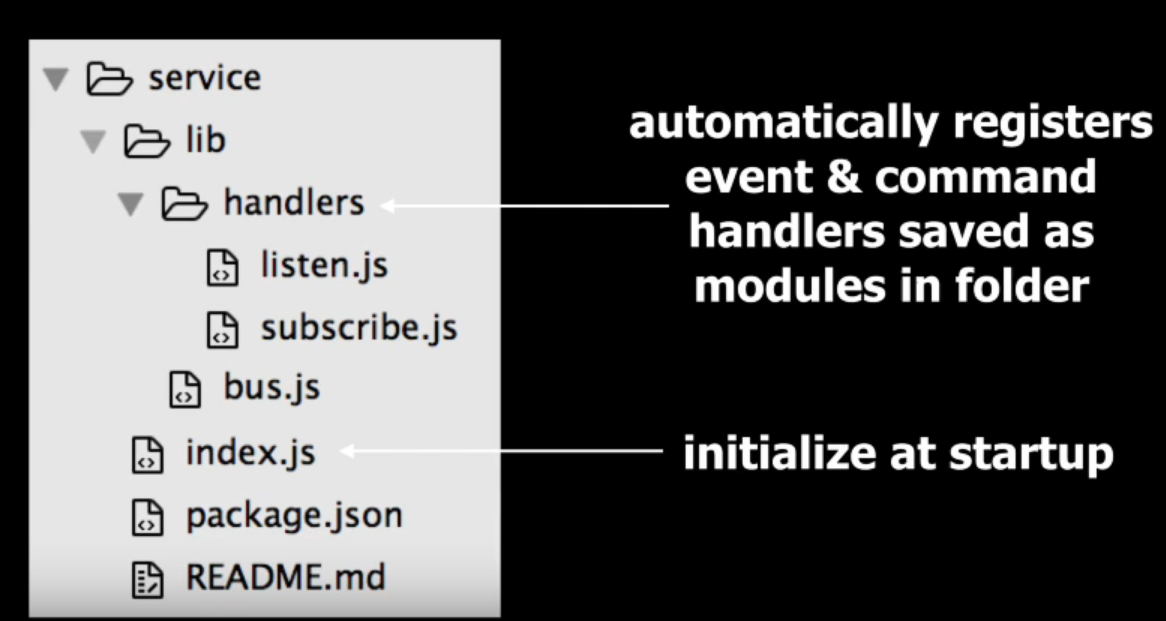 service
lib
handlers
listen.js
subscribe.js
bus.js
index.js
package.json
README.md
automatically registers
event & command
handlers saved as
modules in folder
initialize at startup